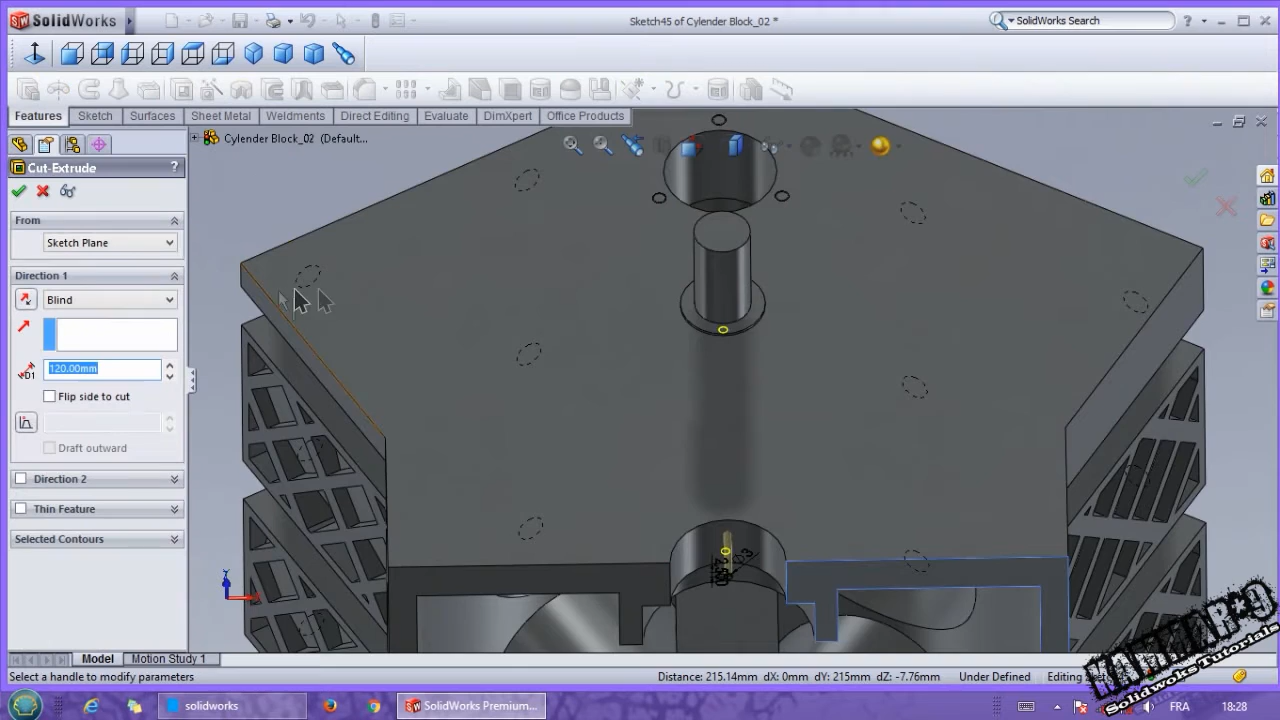 SolidWorks
Sketch45 of Cylender Block_02 *
SolidWorks Search
?
Features
Sketch
Surfaces
Sheet Metal
Weldments
Direct Editing
Evaluate
DimXpert
Office Products
Cylender Block_02 (Default...
Cut-Extrude
?
From
Sketch Plane
Direction 1
Blind
D1
120.00mm
Flip side to cut
Draft outward
Direction 2
Thin Feature
Selected Contours
Model
Motion Study 1
Select a handle to modify parameters
Distance: 215.14mm
dX: 0mm
dY: 215mm
dZ: -7.76mm
Under Defined
Solidworks Tutorials
solidworks
SolidWorks Premium...
FR
18:28